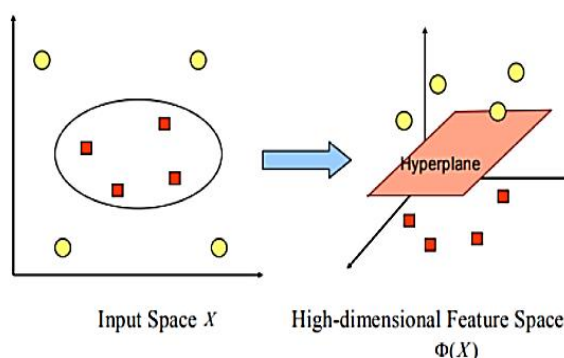 Hyperplane
Input Space X
High-dimensional Feature Space
Φ(X)